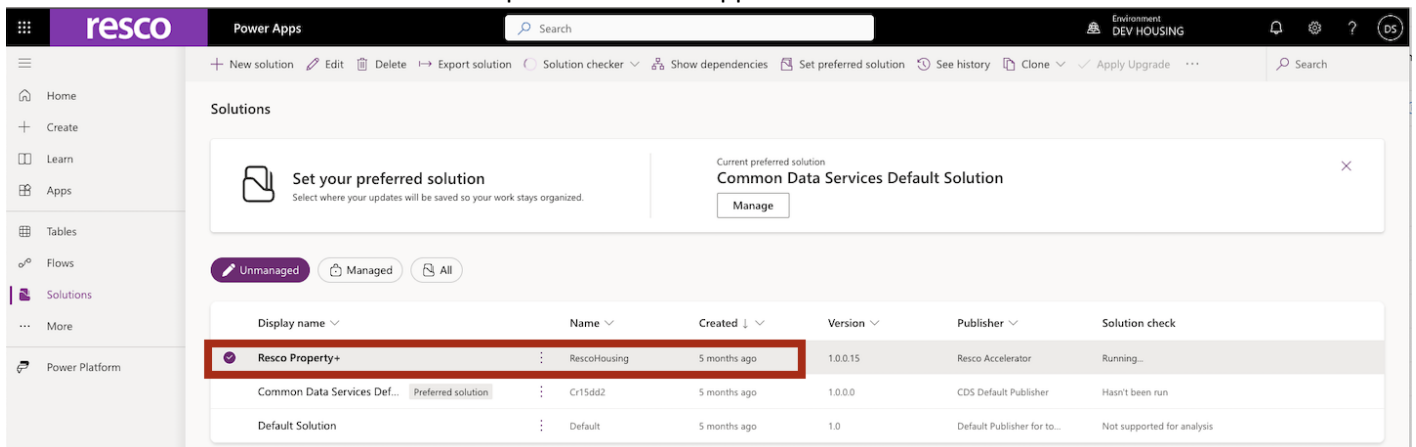 resco Power Apps Search Environment DEV HOUSING ? DS
New solution Edit Delete Export solution Solution checker Show dependencies Set preferred solution See history Clone Apply Upgrade ... Search
Home
Create
Learn
Apps
Tables
Flows
Solutions
More
Power Platform
Solutions
Set your preferred solution
Select where your updates will be saved so your work stays organized.
Current preferred solution
Common Data Services Default Solution
Manage
Unmanaged Managed All
Display name Name Created ↓ Version Publisher Solution check
Resco Property+ RescoHousing 5 months ago 1.0.0.15 Resco Accelerator Running...
Common Data Services Def... Preferred solution Cr15dd2 5 months ago 1.0.0.0 CDS Default Publisher Hasn't been run
Default Solution Default 5 months ago 1.0 Default Publisher for to... Not supported for analysis